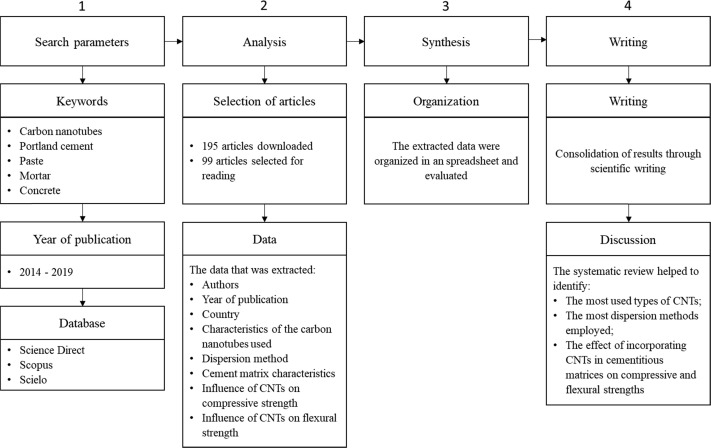 1
Search parameters
Keywords
• Carbon nanotubes
• Portland cement
• Paste
• Mortar
• Concrete
Year of publication
• 2014 - 2019
Database
• Science Direct
• Scopus
• Scielo
2
Analysis
Selection of articles
• 195 articles downloaded
• 99 articles selected for
reading
Data
The data that was extracted:
• Authors
• Year of publication
• Country
• Characteristics of the carbon
nanotubes used
• Dispersion method
• Cement matrix characteristics
• Influence of CNTs on
compressive strength
• Influence of CNTs on flexural
strength
3
Synthesis
Organization
The extracted data were
organized in an spreadsheet and
evaluated
4
Writing
Writing
Consolidation of results through
scientific writing
Discussion
The systematic review helped to
identify:
• The most used types of CNTs;
• The most dispersion methods
employed;
• The effect of incorporating
CNTs in cementitious
matrices on compressive and
flexural strengths